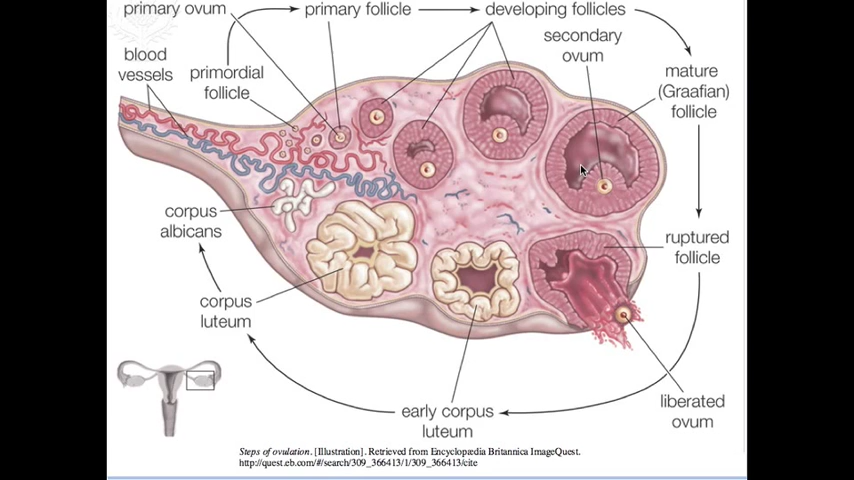 primary ovum
primary follicle
developing follicles
blood
vessels
primordial
follicle
secondary
ovum
mature
(Graafian)
follicle
corpus
albicans
ruptured
follicle
corpus
luteum
early corpus
luteum
liberated
ovum
Steps of ovulation. [Illustration]. Retrieved from Encyclopædia Britannica ImageQuest.
http://quest.eb.com/#/search/309_366413/1/309_366413/cite